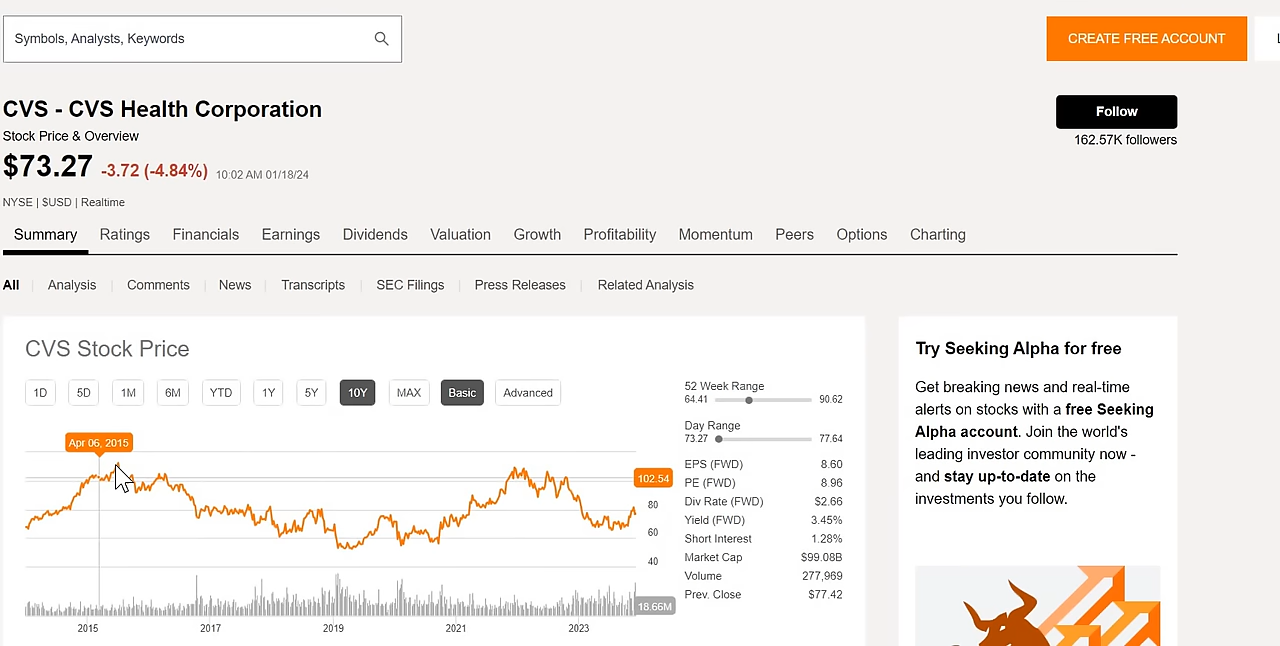 Symbols, Analysts, Keywords
CREATE FREE ACCOUNT
CVS - CVS Health Corporation
Follow
Stock Price & Overview
162.57K followers
$73.27 -3.72 (-4.84%) 10:02 AM 01/18/24
NYSE | $USD | Realtime
Summary Ratings Financials Earnings Dividends Valuation Growth Profitability Momentum Peers Options Charting
All Analysis Comments News Transcripts SEC Filings Press Releases Related Analysis
CVS Stock Price
1D 5D 1M 6M YTD 1Y 5Y 10Y MAX Basic Advanced
Apr 06, 2015
102.54
80
60
40
18.66M
2015 2017 2019 2021 2023
52 Week Range
64.41 90.62
Day Range
73.27 77.64
EPS (FWD) 8.60
PE (FWD) 8.96
Div Rate (FWD) $2.66
Yield (FWD) 3.45%
Short Interest 1.28%
Market Cap $99.08B
Volume 277,969
Prev. Close $77.42
Try Seeking Alpha for free
Get breaking news and real-time
alerts on stocks with a free Seeking
Alpha account. Join the world's
leading investor community now -
and stay up-to-date on the
investments you follow.